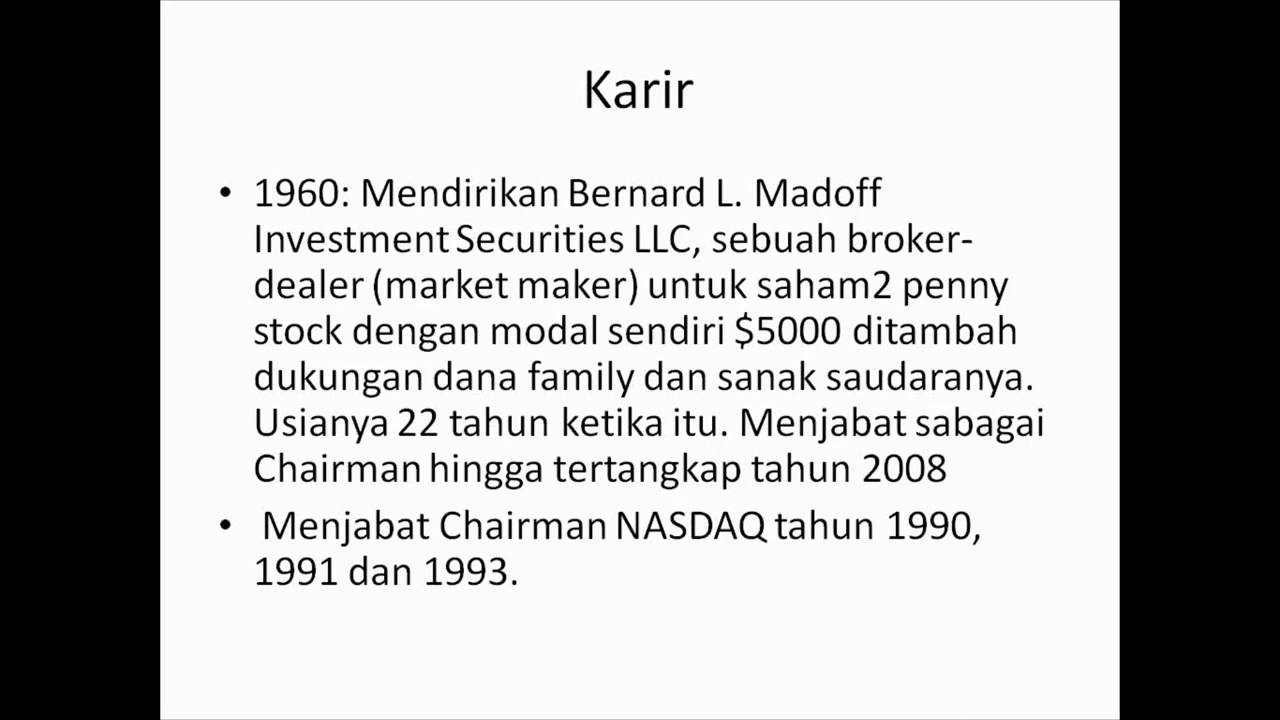 Karir
• 1960: Mendirikan Bernard L. Madoff
Investment Securities LLC, sebuah broker-
dealer (market maker) untuk saham2 penny
stock dengan modal sendiri $5000 ditambah
dukungan dana family dan sanak saudaranya.
Usianya 22 tahun ketika itu. Menjabat sabagai
Chairman hingga tertangkap tahun 2008
• Menjabat Chairman NASDAQ tahun 1990,
1991 dan 1993.